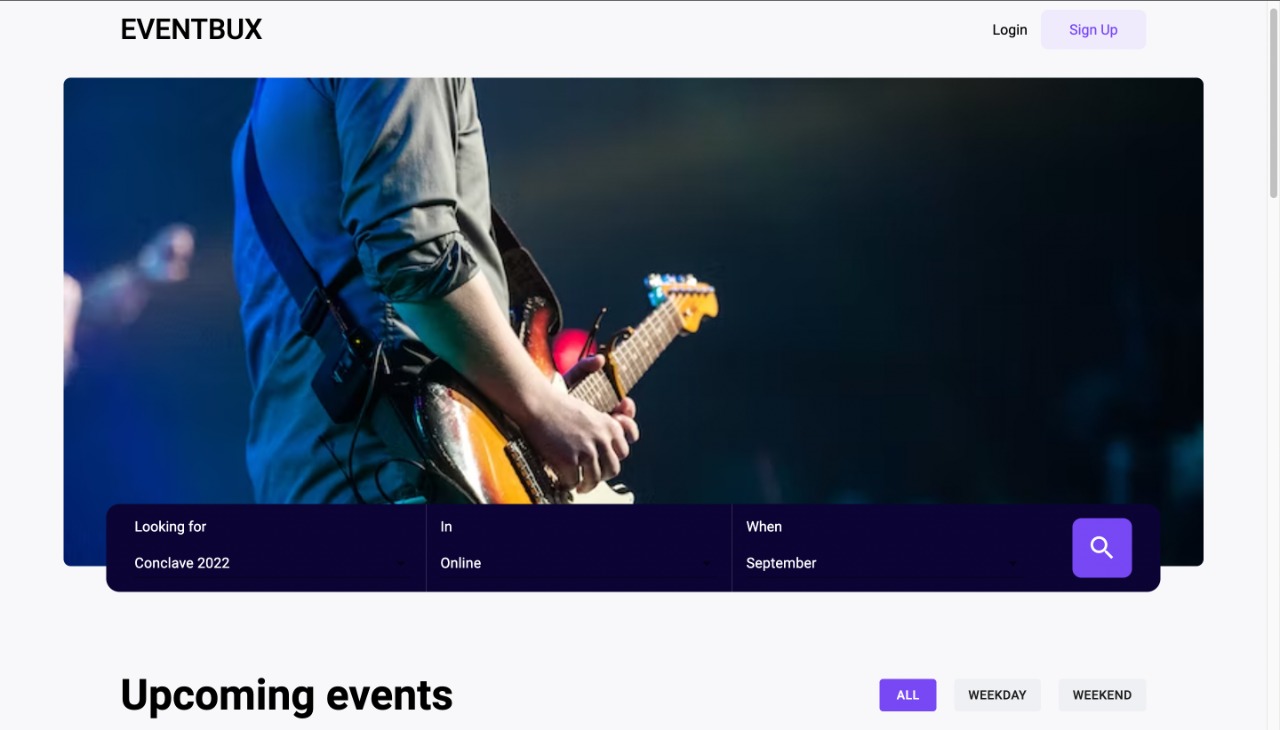 EVENTBUX
Login
Sign Up
Looking for
In
When
Conclave 2022
Online
September
Upcoming events
ALL
WEEKDAY
WEEKEND